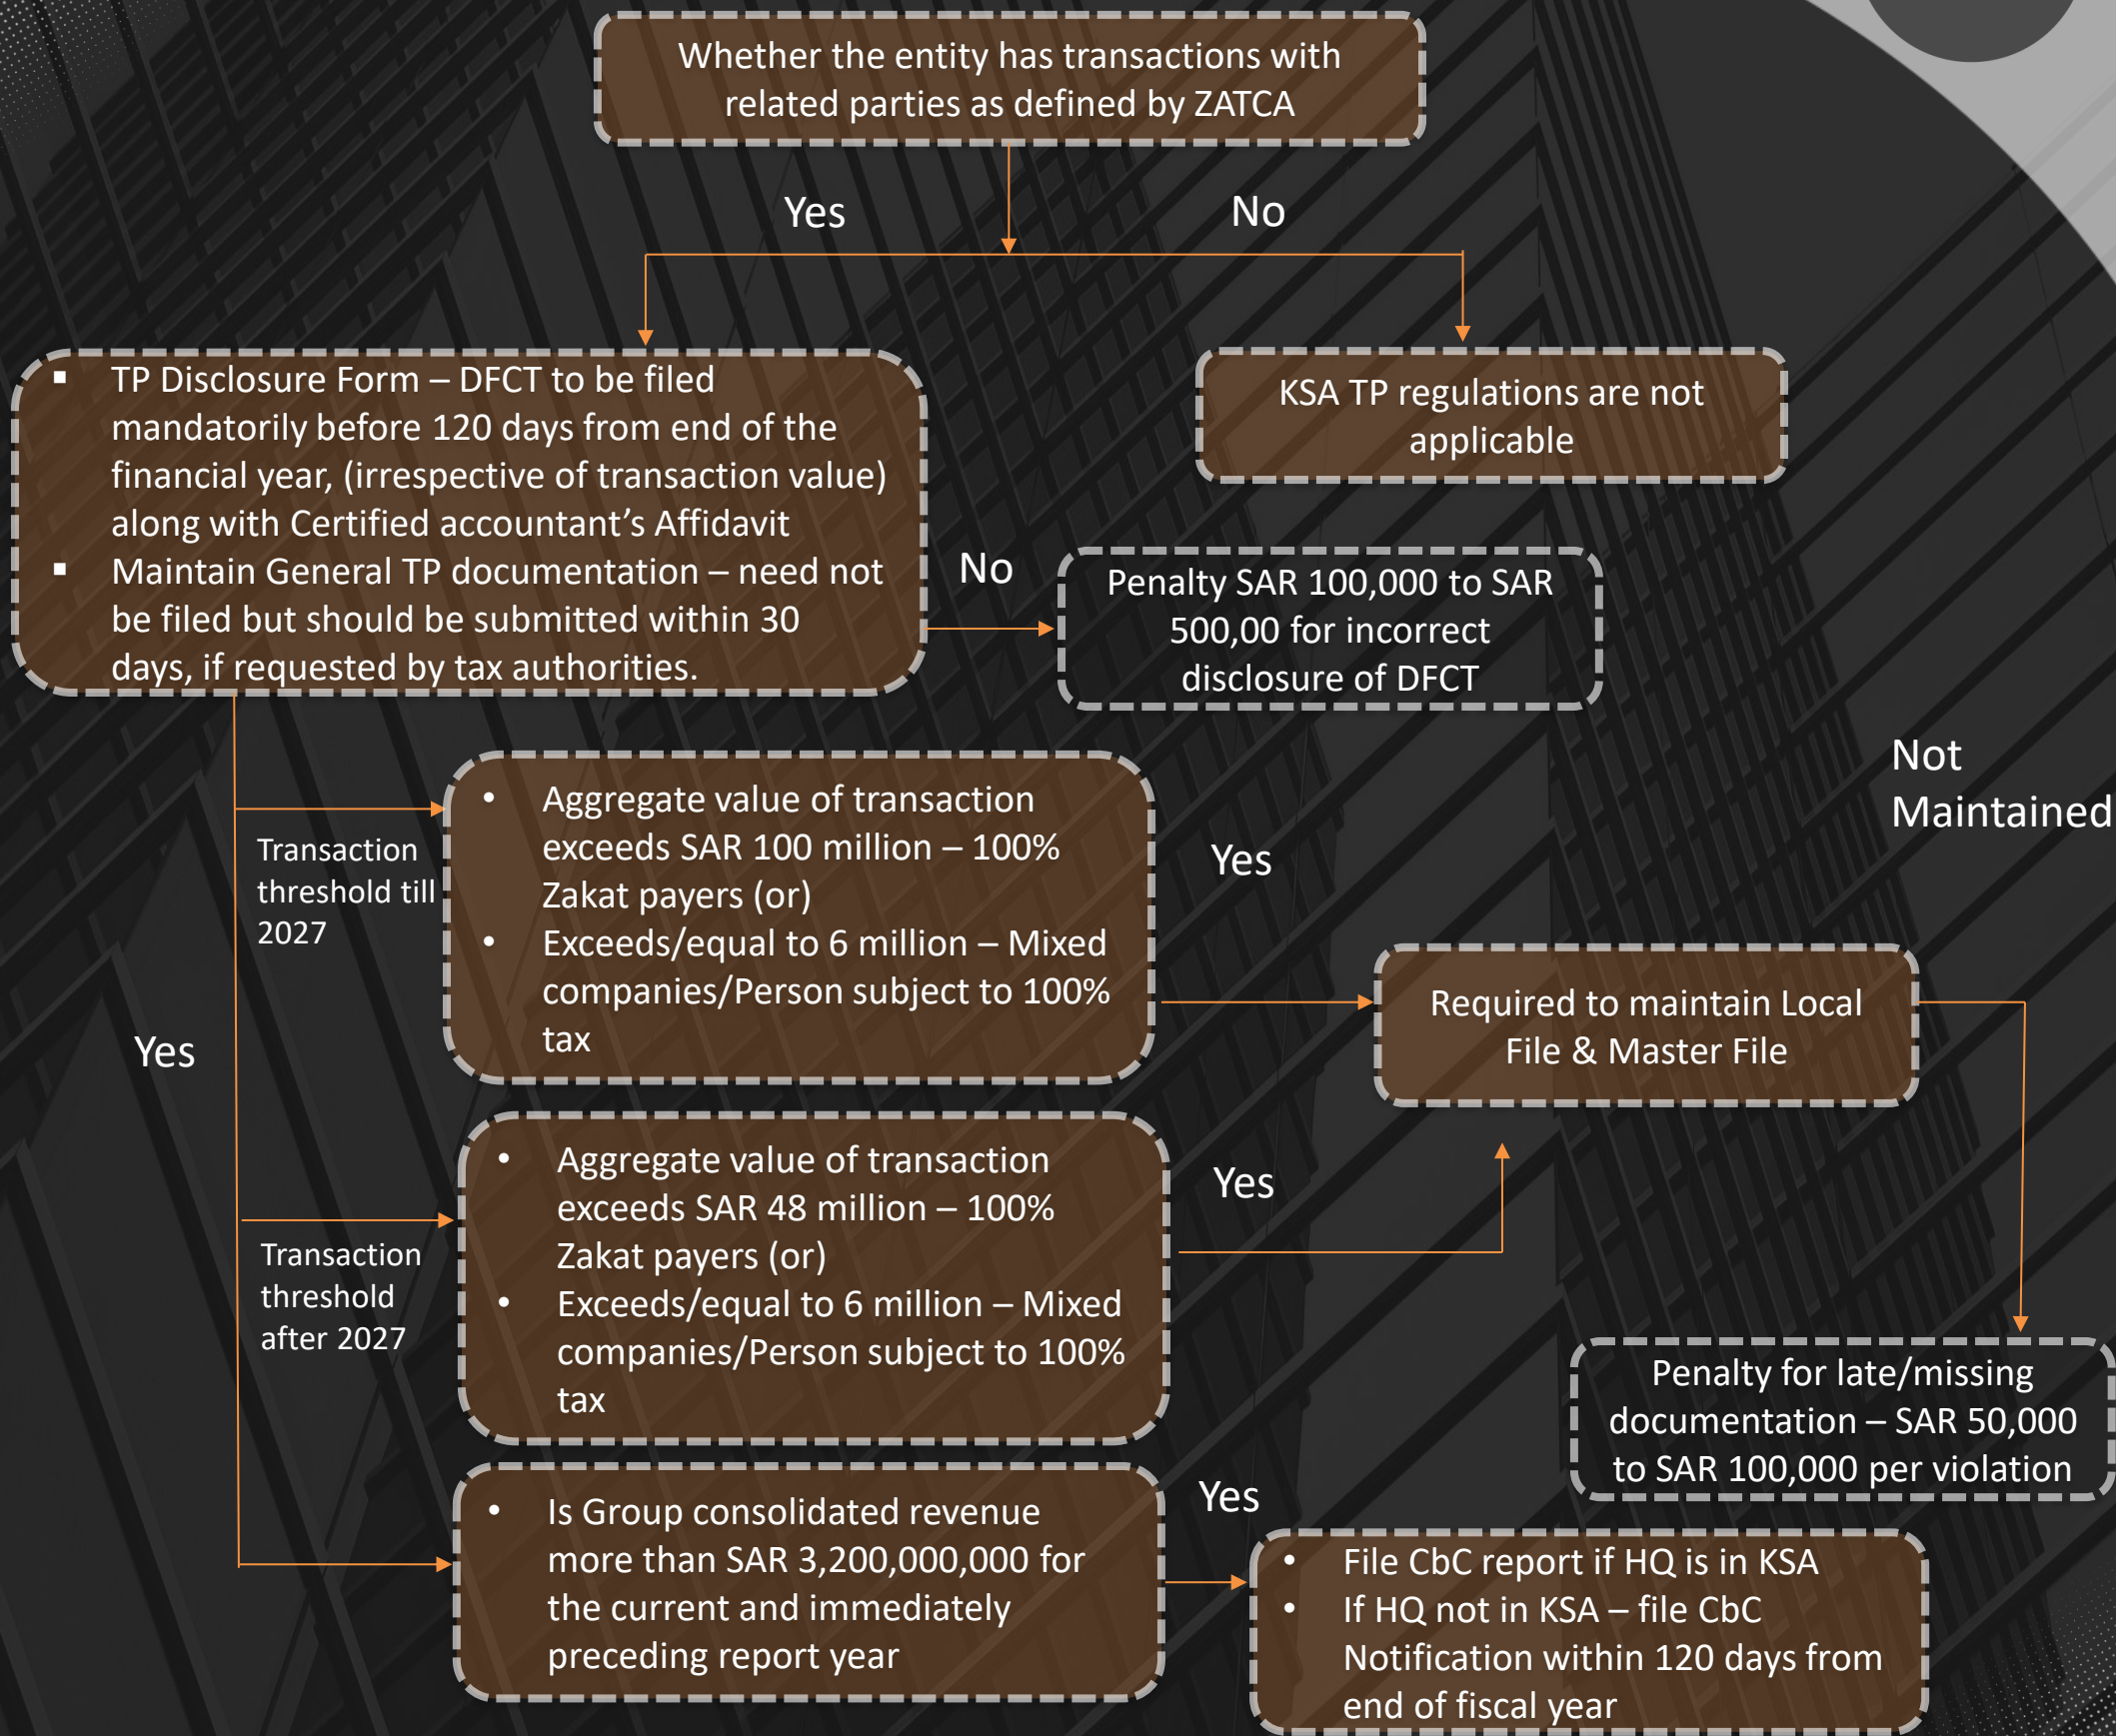 Whether the entity has transactions with
related parties as defined by ZATCA
Yes
No
▪ TP Disclosure Form – DFCT to be filed
mandatorily before 120 days from end of the
financial year, (irrespective of transaction value)
along with Certified accountant’s Affidavit
▪ Maintain General TP documentation – need not
be filed but should be submitted within 30
days, if requested by tax authorities.
KSA TP regulations are not
applicable
No
Penalty SAR 100,000 to SAR
500,00 for incorrect
disclosure of DFCT
Not
Maintained
Transaction
threshold till
2027
• Aggregate value of transaction
exceeds SAR 100 million – 100%
Zakat payers (or)
• Exceeds/equal to 6 million – Mixed
companies/Person subject to 100%
tax
Yes
Required to maintain Local
File & Master File
Yes
Transaction
threshold
after 2027
• Aggregate value of transaction
exceeds SAR 48 million – 100%
Zakat payers (or)
• Exceeds/equal to 6 million – Mixed
companies/Person subject to 100%
tax
Yes
Penalty for late/missing
documentation – SAR 50,000
to SAR 100,000 per violation
• Is Group consolidated revenue
more than SAR 3,200,000,000 for
the current and immediately
preceding report year
Yes
• File CbC report if HQ is in KSA
• If HQ not in KSA – file CbC
Notification within 120 days from
end of fiscal year